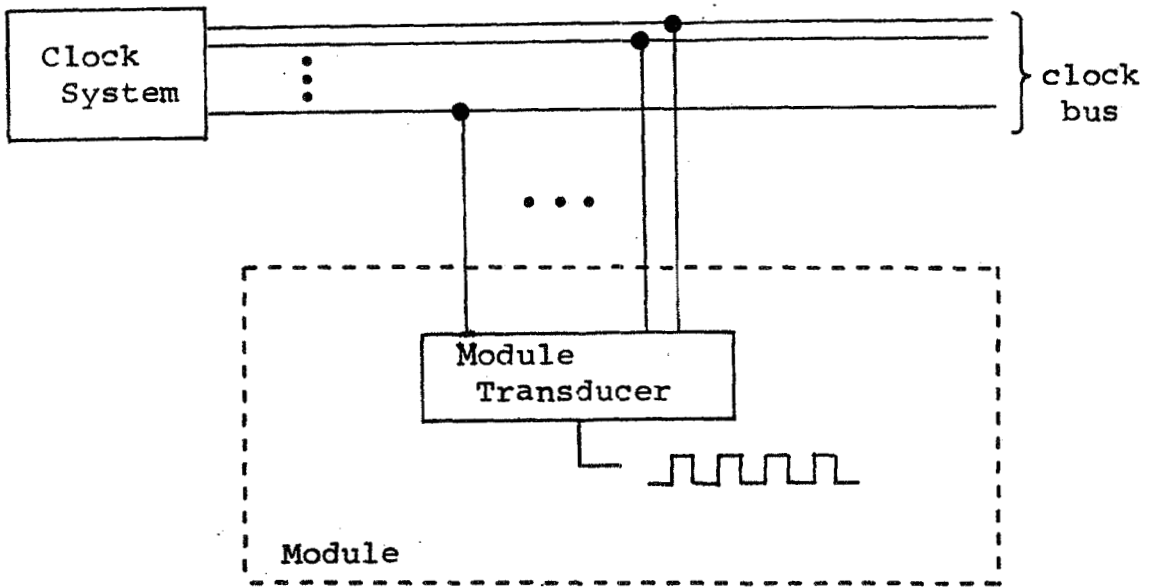 Clock
System
clock
bus
Module
Transducer
Module